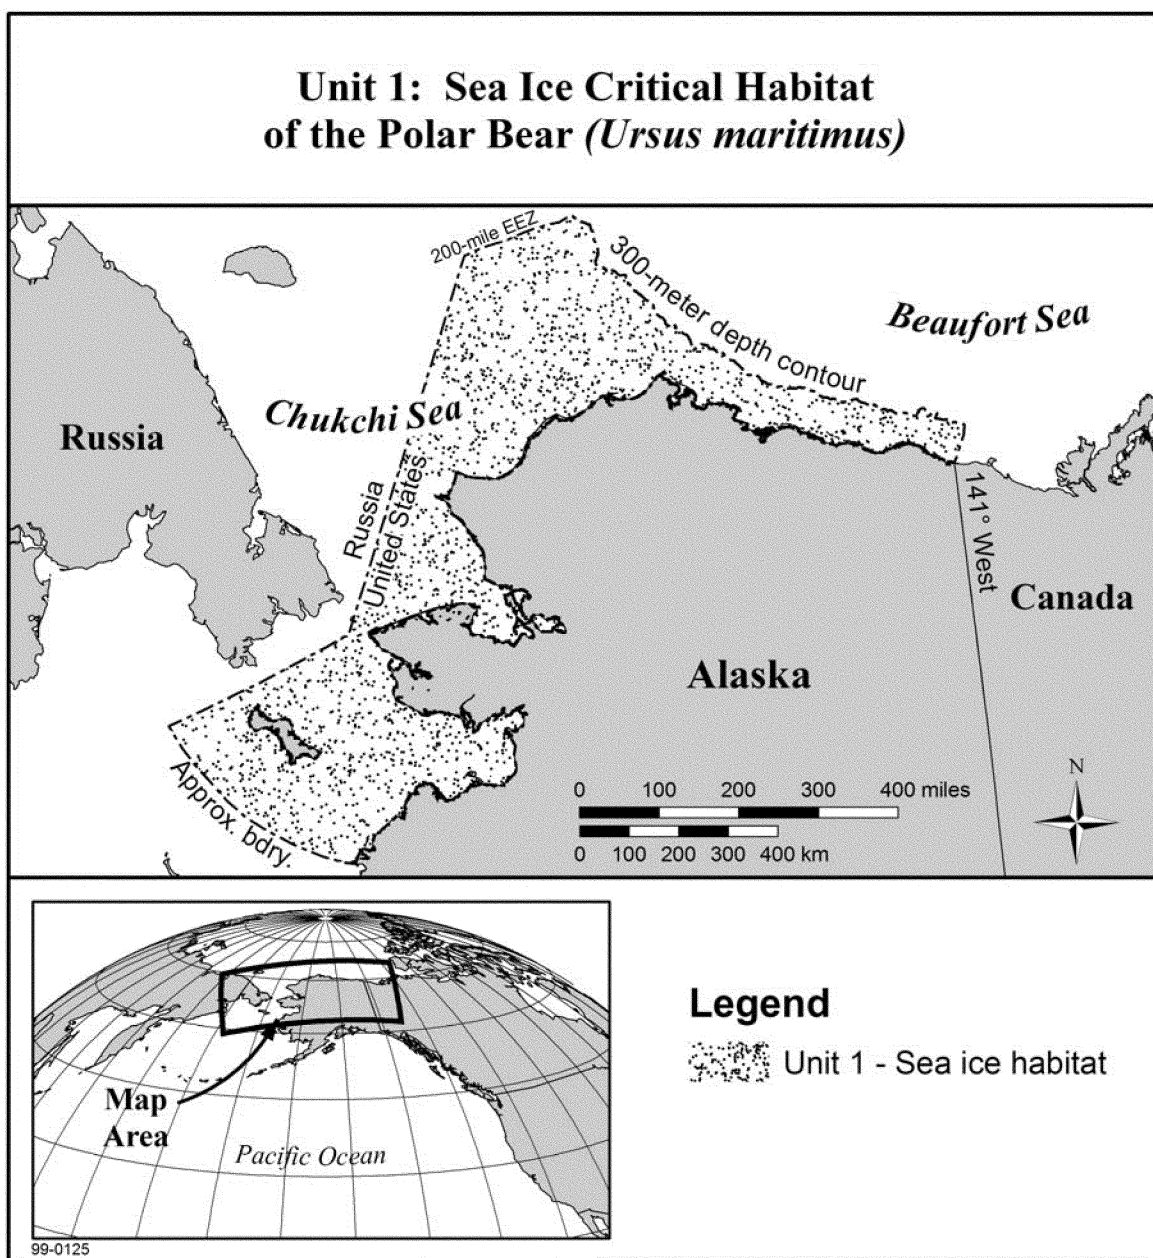 Unit 1: Sea Ice Critical Habitat
of the Polar Bear (Ursus maritimus)
200-mile EEZ
300-meter depth contour
Beaufort Sea
Chukchi Sea
Russia
Russia
United States
141° West
Canada
Alaska
Approx. bdry.
0 100 200 300 400 miles
0 100 200 300 400 km
N
Map
Area
Pacific Ocean
99-0125
Legend
Unit 1 - Sea ice habitat